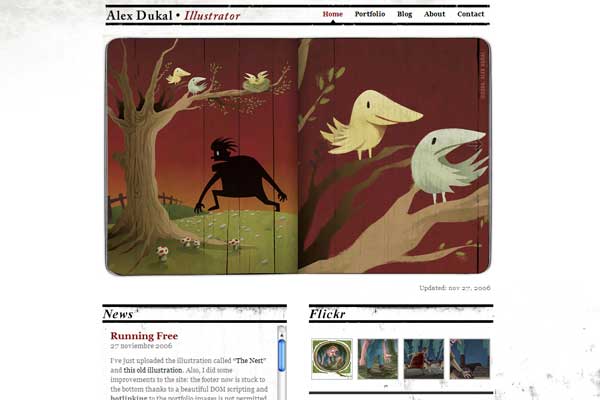 Alex Dukal • Illustrator
Home Portfolio Blog About Contact
Updated: nov 27, 2006
News
Running Free
27 noviembre 2006
I've just uploaded the illustration called "The Nest"
and this old illustration. Also, I did some
improvements to the site: the footer now is stuck to
the bottom thanks to a beautiful DOM scripting and
hotlinking to the portfolio images is not permitted
Flickr